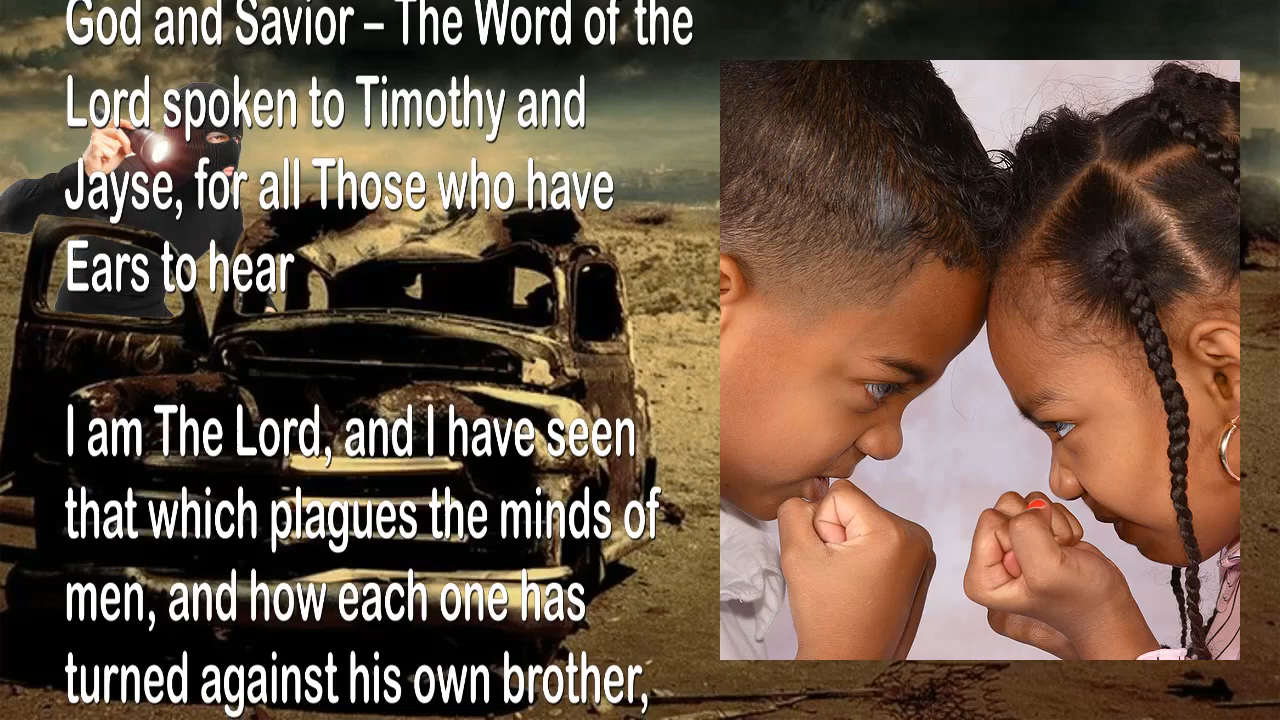 God and Savior – The Word of the
Lord spoken to Timothy and
Jayse, for all Those who have
Ears to hear
I am The Lord, and I have seen
that which plagues the minds of
men, and how each one has
turned against his own brother,